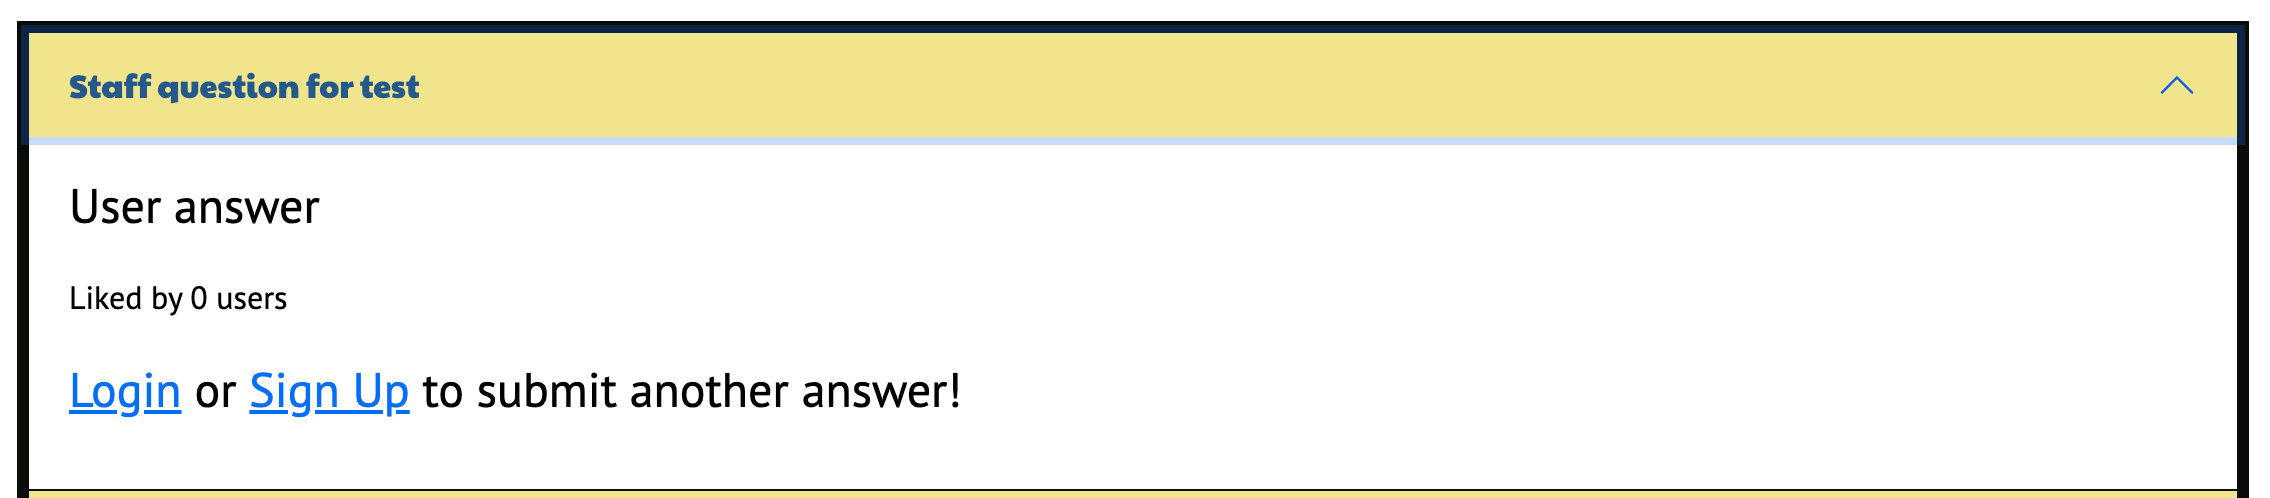 Staff question for test
User answer
Liked by 0 users
Login or Sign Up to submit another answer!